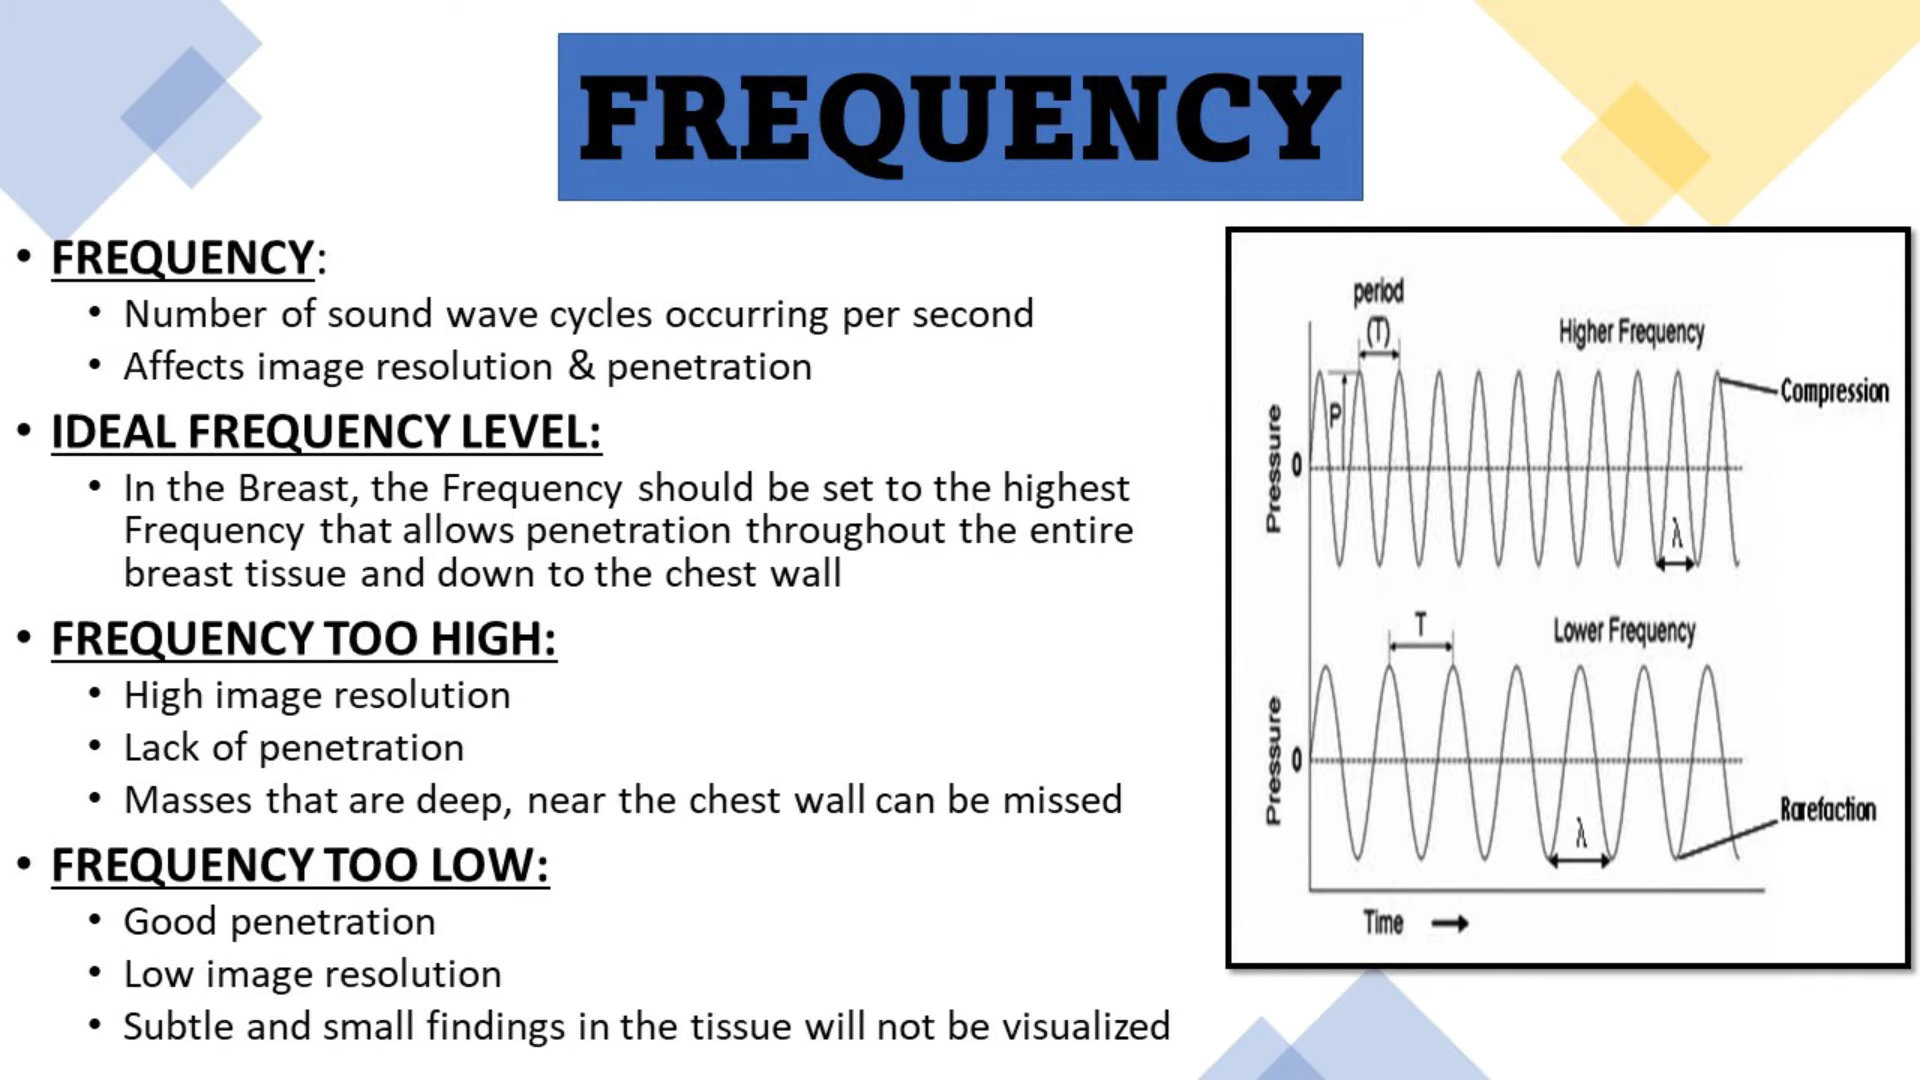 FREQUENCY
• FREQUENCY:
• Number of sound wave cycles occurring per second
• Affects image resolution & penetration
• IDEAL FREQUENCY LEVEL:
• In the Breast, the Frequency should be set to the highest
Frequency that allows penetration throughout the entire
breast tissue and down to the chest wall
• FREQUENCY TOO HIGH:
• High image resolution
• Lack of penetration
• Masses that are deep, near the chest wall can be missed
• FREQUENCY TOO LOW:
• Good penetration
• Low image resolution
• Subtle and small findings in the tissue will not be visualized
period
(T)
Higher Frequency
Compression
P
Pressure
0
λ
T
Lower Frequency
Pressure
0
λ
Rarefaction
Time